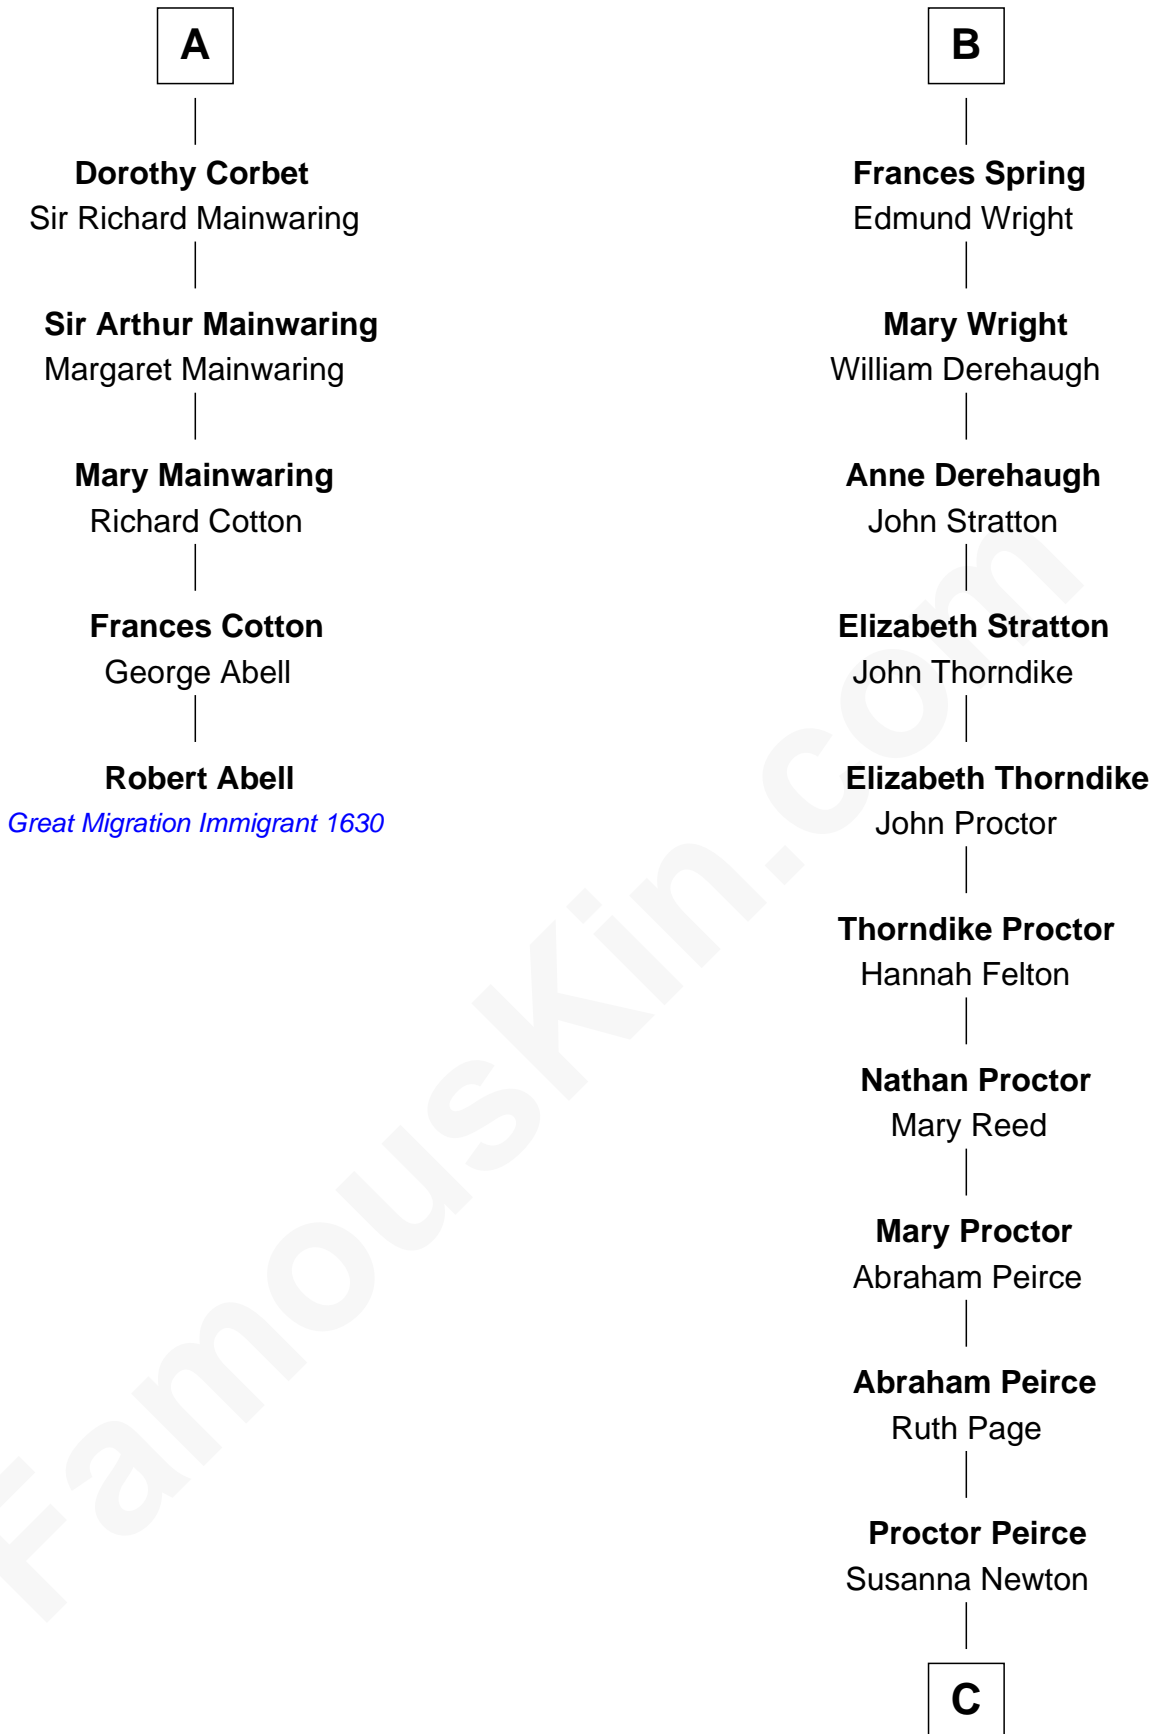 A
Dorothy Corbet
Sir Richard Mainwaring
Sir Arthur Mainwaring
Margaret Mainwaring
Mary Mainwaring
Richard Cotton
Frances Cotton
George Abell
Robert Abell
Great Migration Immigrant 1630
B
Frances Spring
Edmund Wright
Mary Wright
William Derehaugh
Anne Derehaugh
John Stratton
Elizabeth Stratton
John Thorndike
Elizabeth Thorndike
John Proctor
Thorndike Proctor
Hannah Felton
Nathan Proctor
Mary Reed
Mary Proctor
Abraham Peirce
Abraham Peirce
Ruth Page
Proctor Peirce
Susanna Newton
C
FamousKin.com